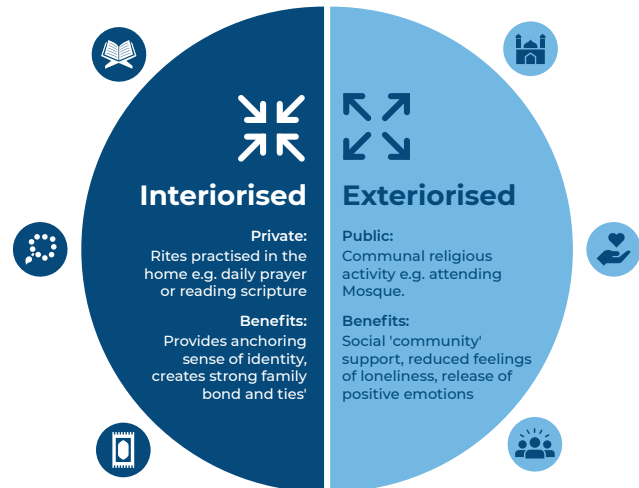 Interiorised
Private:
Rites practised in the
home e.g. daily prayer
or reading scripture
Benefits:
Provides anchoring
sense of identity,
creates strong family
bond and ties'
Exteriorised
Public:
Communal religious
activity e.g. attending
Mosque.
Benefits:
Social 'community'
support, reduced feelings
of loneliness, release of
positive emotions